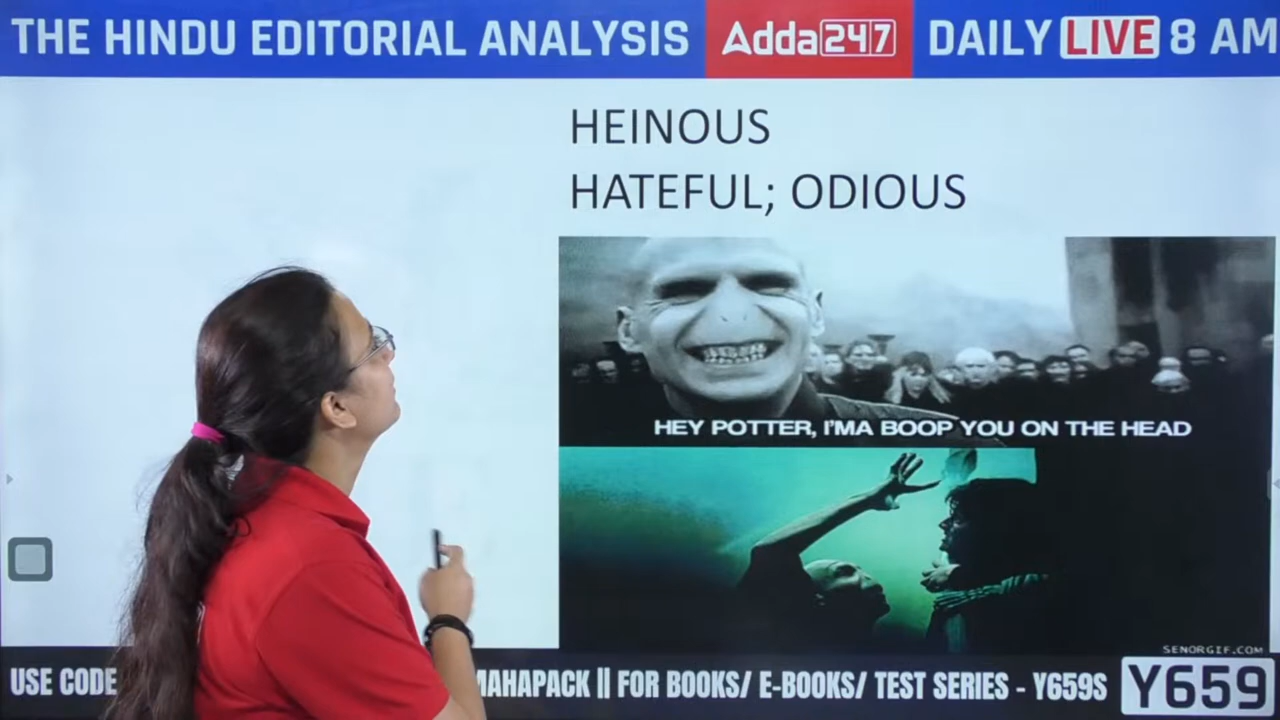 THE HINDU EDITORIAL ANALYSIS Adda247 DAILY LIVE 8 AM
HEINOUS
HATEFUL; ODIOUS
HEY POTTER, I'MA BOOP YOU ON THE HEAD
SENORGIF.COM
USE CODE MAHAPACK || FOR BOOKS/ E-BOOKS/ TEST SERIES - Y659S Y659